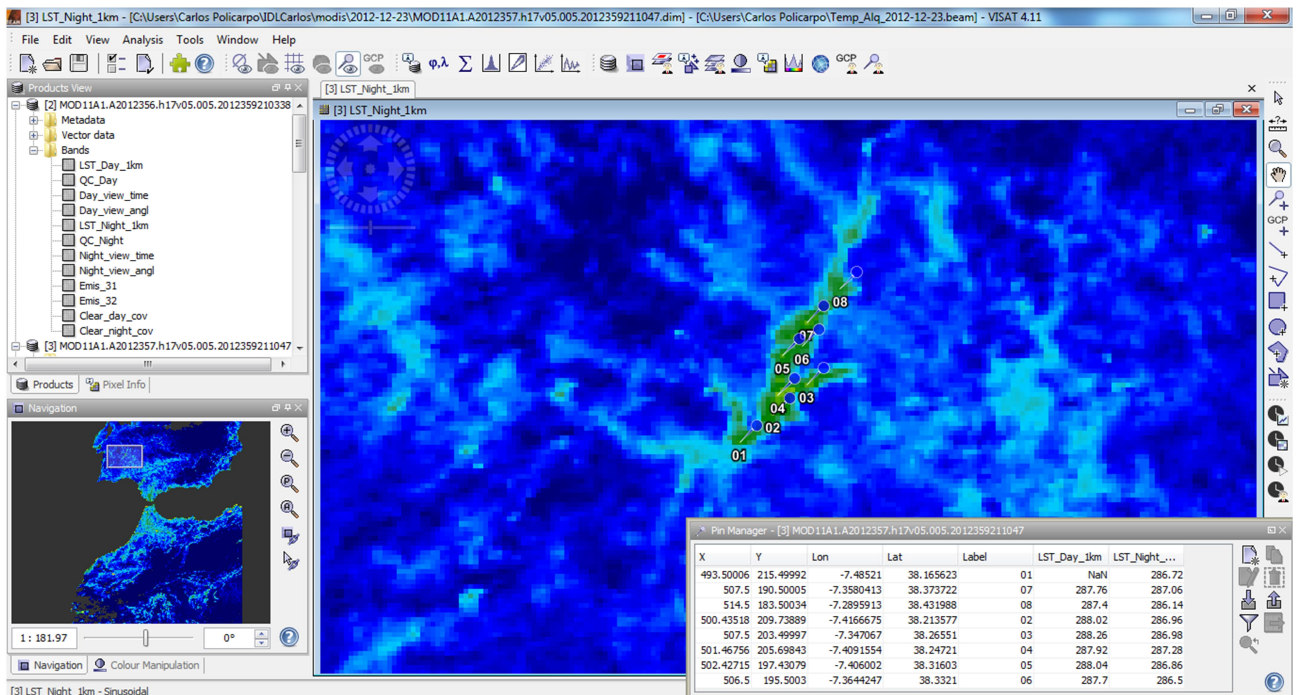 [3] LST_Night_1km - [C:\Users\Carlos Policarpo\IDLCarlos\modis\2012-12-23\MOD11A1.A2012357.h17v05.005.2012359211047.dim] - [C:\Users\Carlos Policarpo\Temp_Alq_2012-12-23.beam] - VISAT 4.11
File Edit View Analysis Tools Window Help
GCP φ,λ Σ GCP
Products View
[2] MOD11A1.A2012356.h17v05.005.2012359210338
Metadata
Vector data
Bands
LST_Day_1km
QC_Day
Day_view_time
Day_view_angl
LST_Night_1km
QC_Night
Night_view_time
Night_view_angl
Emis_31
Emis_32
Clear_day_cov
Clear_night_cov
[3] MOD11A1.A2012357.h17v05.005.2012359211047
Products Pixel Info
Navigation
1 : 181.97 0°
Navigation Colour Manipulation
[3] LST_Night_1km - Sinusoidal
[3] LST_Night_1km
[3] LST_Night_1km
08
07
06
05
03
04
02
01
GCP
Pin Manager - [3] MOD11A1.A2012357.h17v05.005.2012359211047
X Y Lon Lat Label LST_Day_1km LST_Night_...
493.50006 215.49992 -7.48521 38.165623 01 NaN 286.72
507.5 190.50005 -7.3580413 38.373722 07 287.76 287.06
514.5 183.50034 -7.2895913 38.431988 08 287.4 286.14
500.43518 209.73889 -7.4166675 38.213577 02 288.02 286.96
507.5 203.49997 -7.347067 38.26551 03 288.26 286.98
501.46756 205.69843 -7.4091554 38.24721 04 287.92 287.28
502.42715 197.43079 -7.406002 38.31603 05 288.04 286.86
506.5 195.5003 -7.3644247 38.3321 06 287.7 286.5